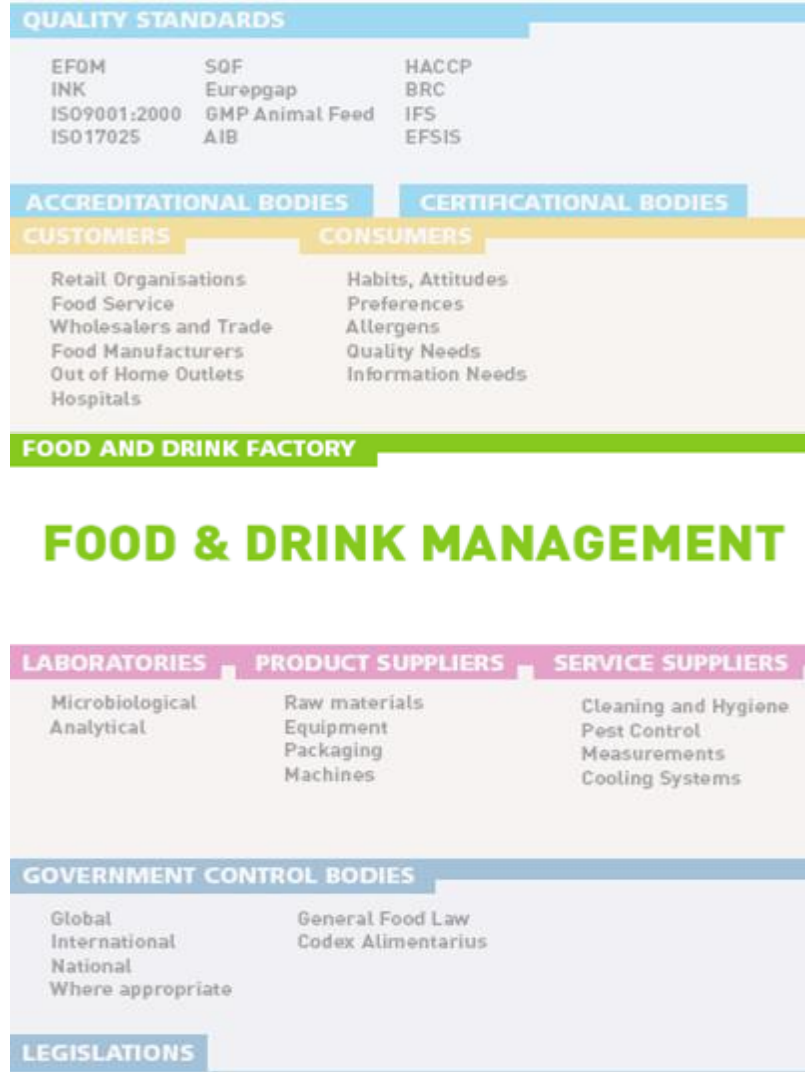 QUALITY STANDARDS
EFQM SQF HACCP
INK Eurepgap BRC
ISO9001:2000 GMP Animal Feed IFS
ISO17025 AIB EFSIS
ACCREDITATIONAL BODIES CERTIFICATIONAL BODIES
CUSTOMERS CONSUMERS
Retail Organisations Habits, Attitudes
Food Service Preferences
Wholesalers and Trade Allergens
Food Manufacturers Quality Needs
Out of Home Outlets Information Needs
Hospitals
FOOD AND DRINK FACTORY
FOOD & DRINK MANAGEMENT
LABORATORIES PRODUCT SUPPLIERS SERVICE SUPPLIERS
Microbiological Raw materials Cleaning and Hygiene
Analytical Equipment Pest Control
Packaging Measurements
Machines Cooling Systems
GOVERNMENT CONTROL BODIES
Global General Food Law
International Codex Alimentarius
National
Where appropriate
LEGISLATIONS